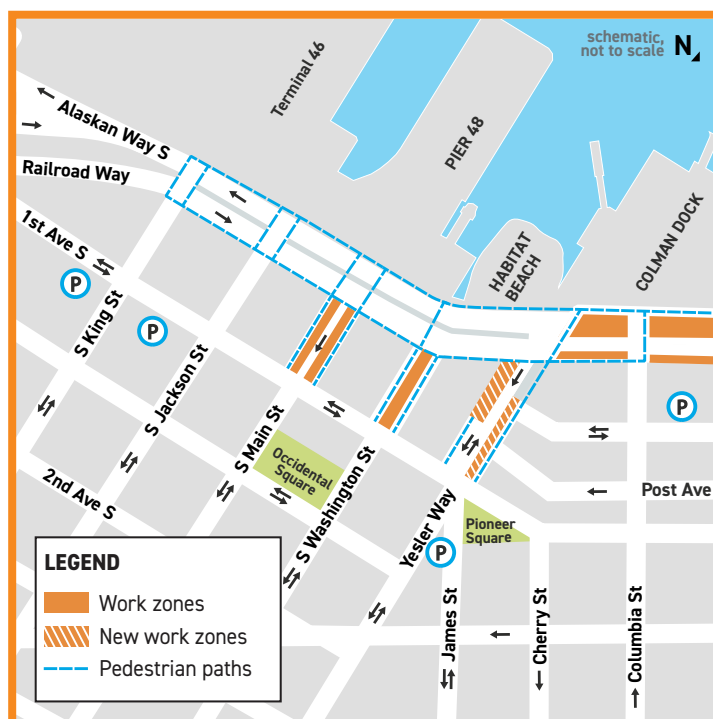 schematic,
not to scale
N
Terminal 46
PIER 48
Alaskan Way S
Railroad Way
HABITAT
BEACH
COLMAN DOCK
1st Ave S
P
P
S King St
S Jackson St
P
S Main St
Occidental
Square
S Washington St
2nd Ave S
Yesler Way
Post Ave
Pioneer
Square
P
James St
Cherry St
Columbia St
LEGEND
Work zones
New work zones
Pedestrian paths